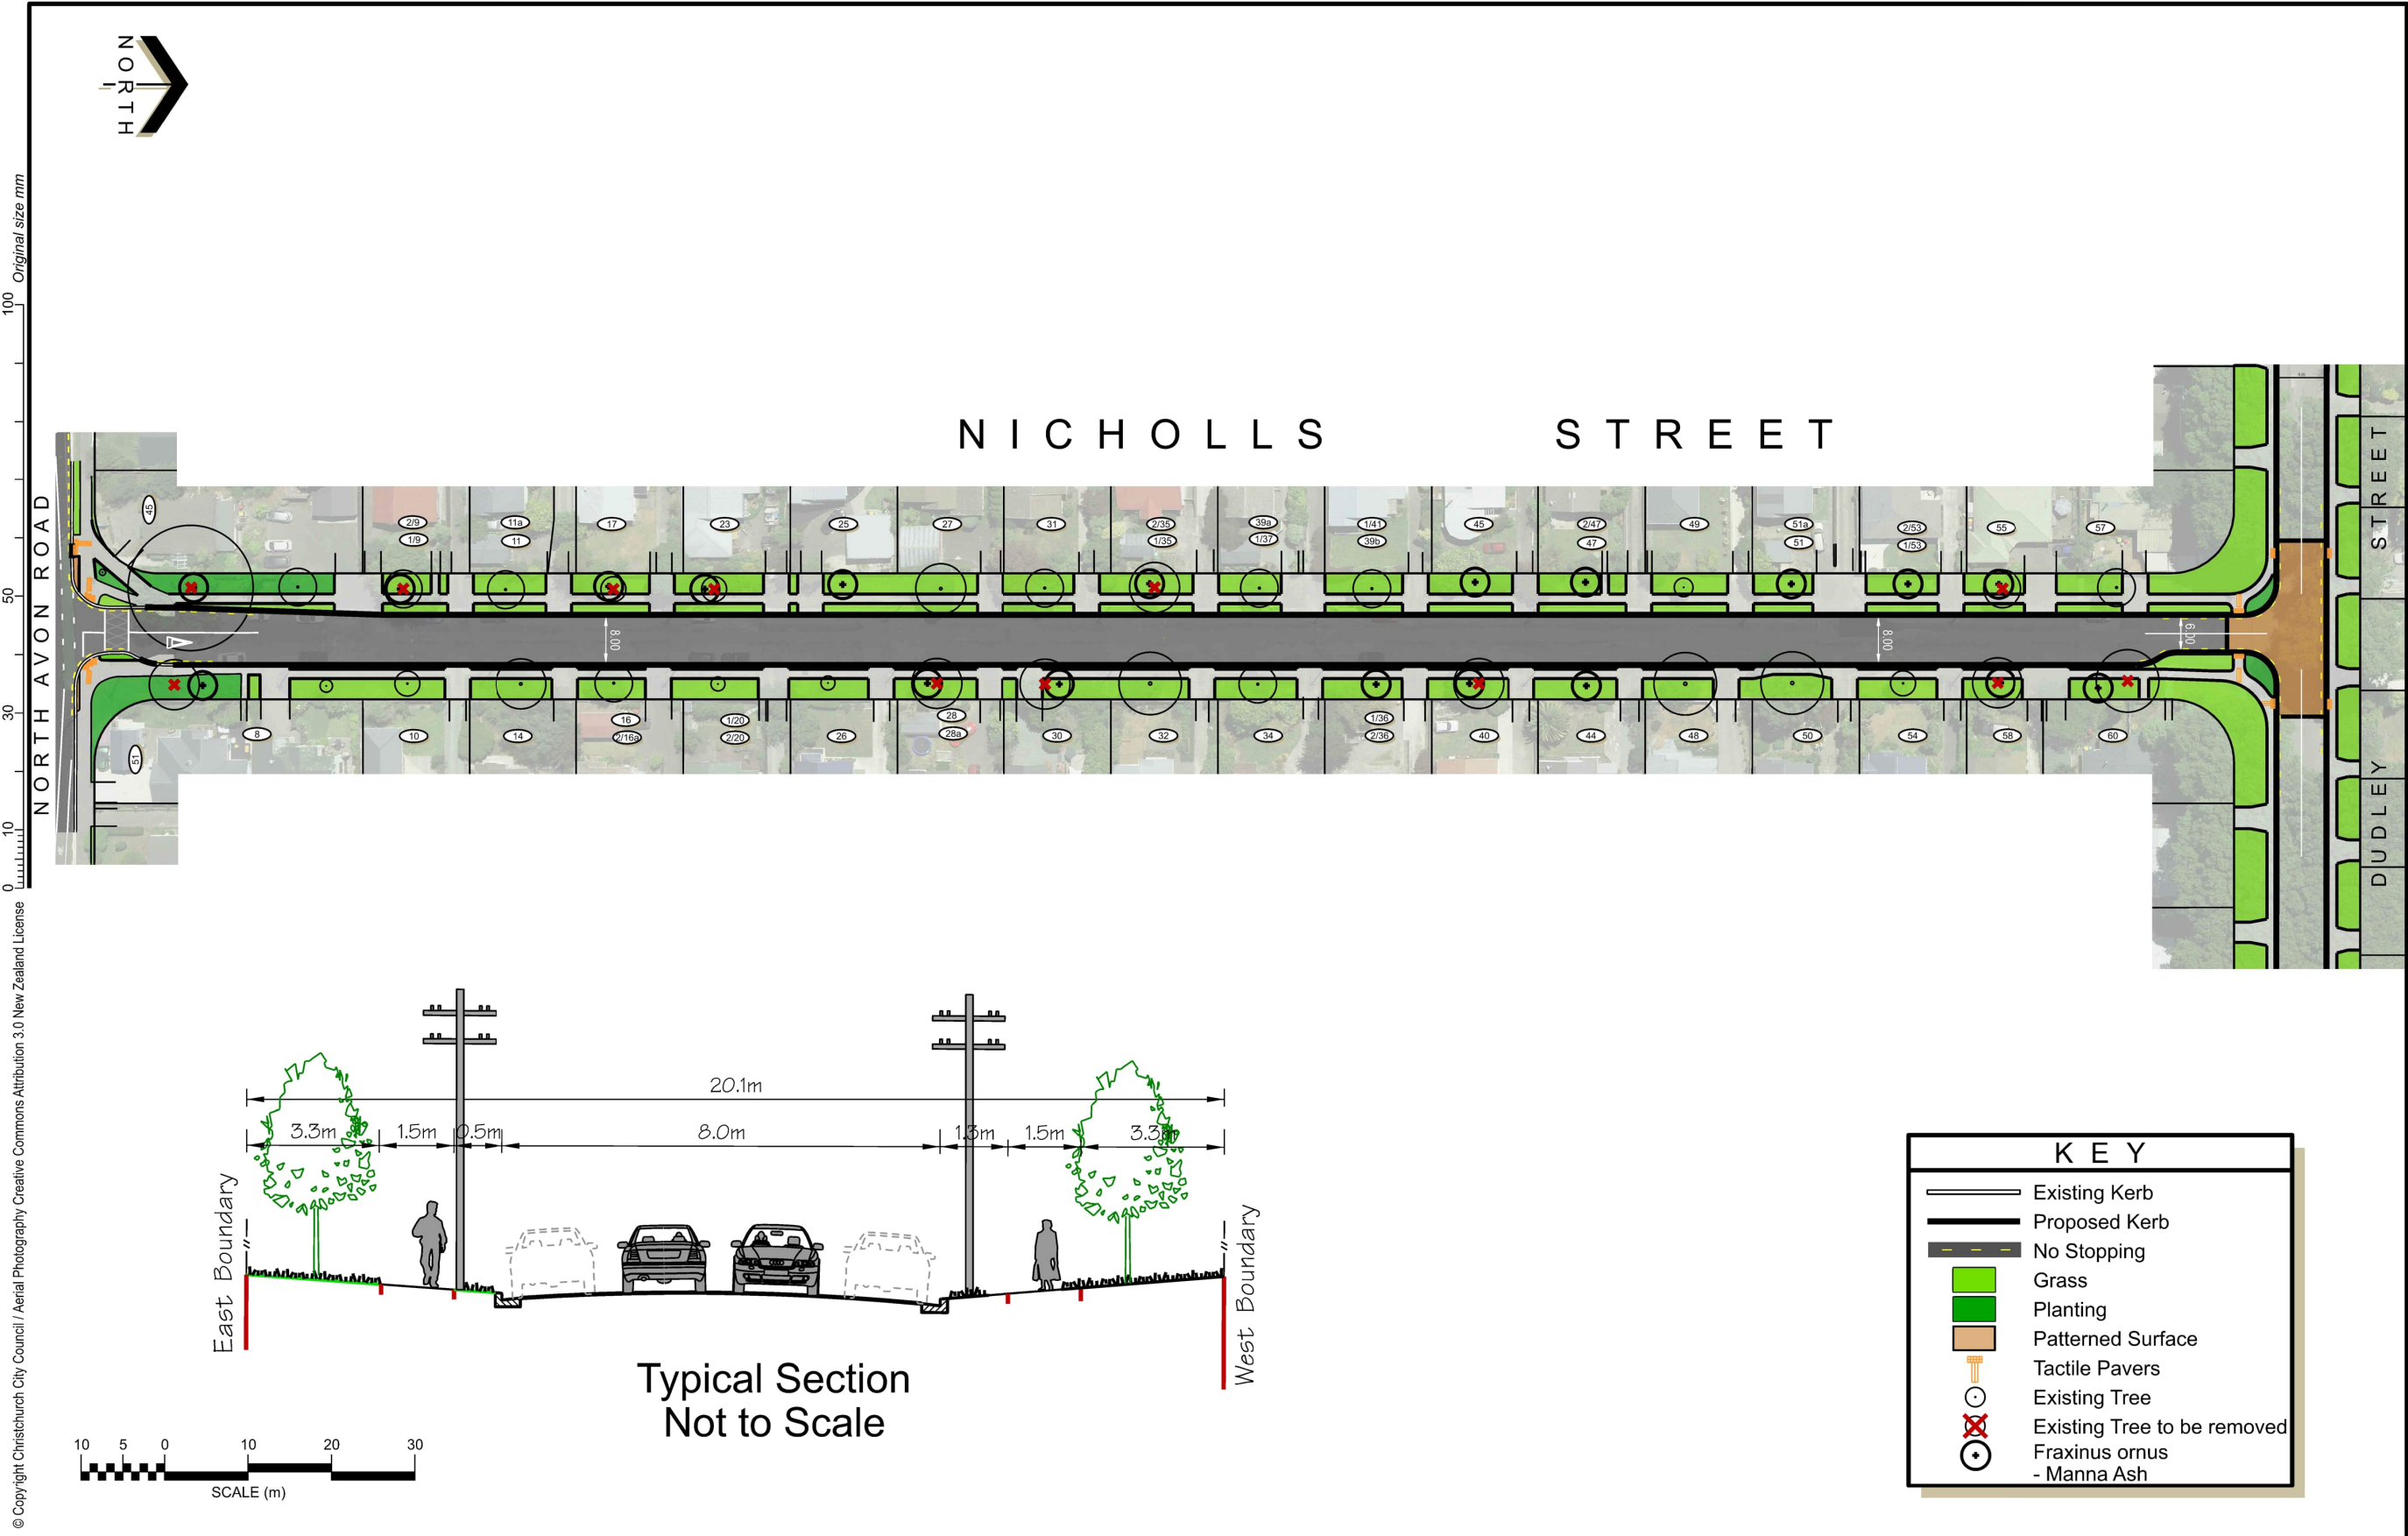 NORTH
Original size mm
100
50
30
10
0
© Copyright Christchurch City Council / Aerial Photography Creative Commons Attribution 3.0 New Zealand License
NICHOLLS STREET
NORTH AVON ROAD
DUDLEY STREET
45
2/9
1/9
11a
11
17
23
25
27
31
2/35
1/35
39a
1/37
1/41
39b
45
2/47
47
49
51a
51
2/53
1/53
55
57
8.00
8.00
6.00
51
8
10
14
16
2/16a
1/20
2/20
26
28
28a
30
32
34
1/36
2/36
40
44
48
50
54
58
60
20.1m
3.3m
1.5m
0.5m
8.0m
1.3m
1.5m
3.3m
East Boundary
West Boundary
Typical Section
Not to Scale
10 5 0 10 20 30
SCALE (m)
KEY
Existing Kerb
Proposed Kerb
No Stopping
Grass
Planting
Patterned Surface
Tactile Pavers
Existing Tree
Existing Tree to be removed
Fraxinus ornus
- Manna Ash